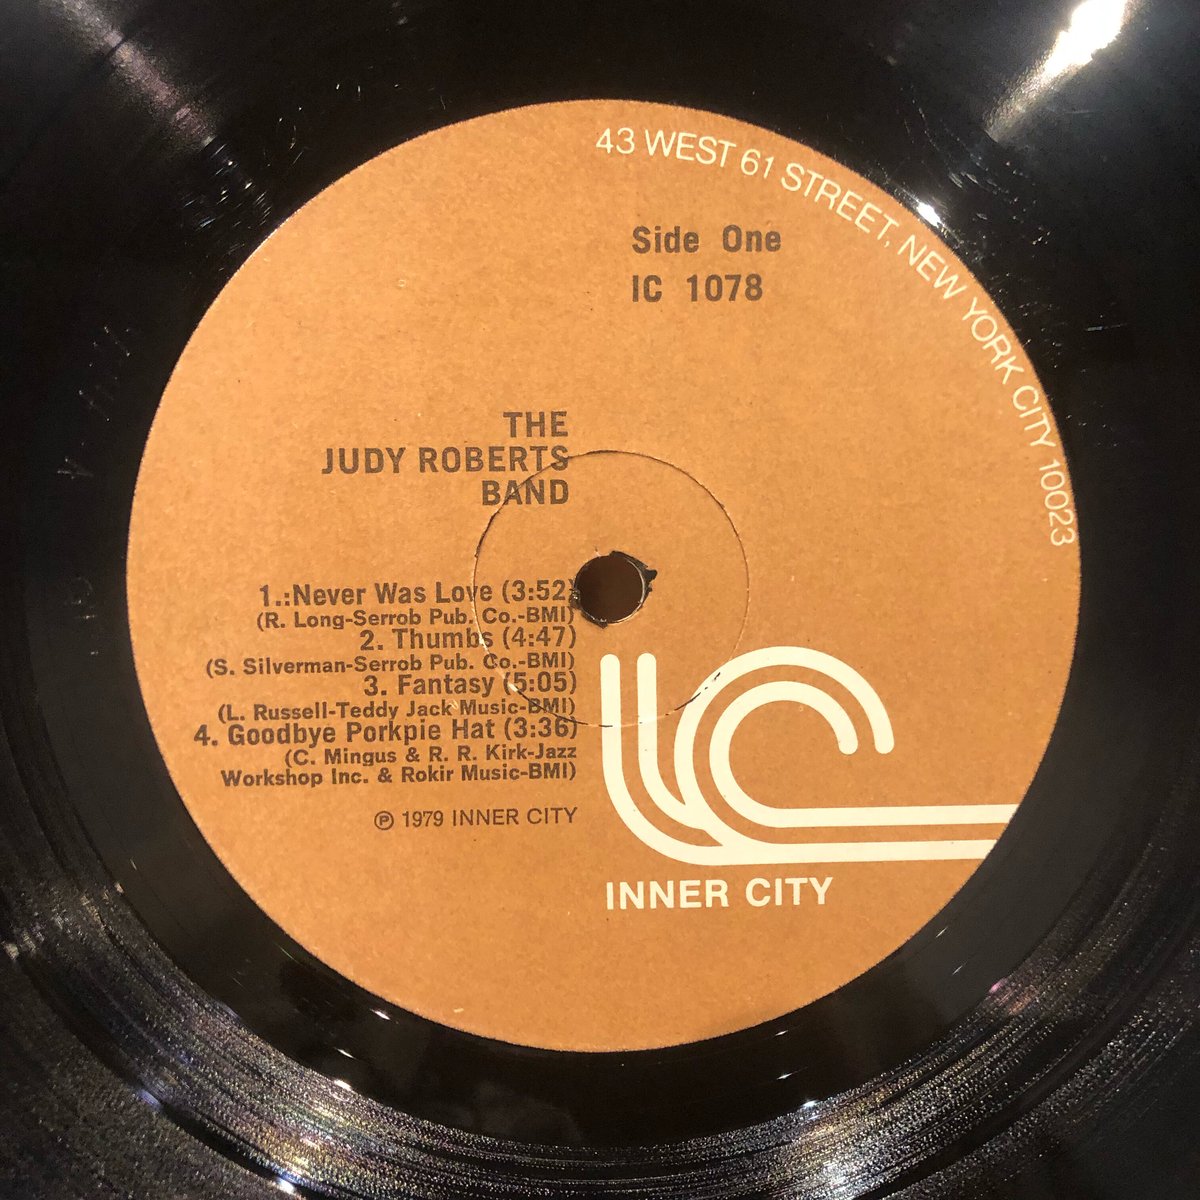 43 WEST 61 STREET, NEW YORK CITY 10023
Side One
IC 1078
THE
JUDY ROBERTS
BAND
1.:Never Was Love (3:52)
(R. Long-Serrob Pub. Co.-BMI)
2. Thumbs (4:47)
(S. Silverman-Serrob Pub. Co.-BMI)
3. Fantasy (5:05)
(L. Russell-Teddy Jack Music-BMI)
4. Goodbye Porkpie Hat (3:36)
(C. Mingus & R. R. Kirk-Jazz
Workshop Inc. & Rokir Music-BMI)
℗ 1979 INNER CITY
IC
INNER CITY